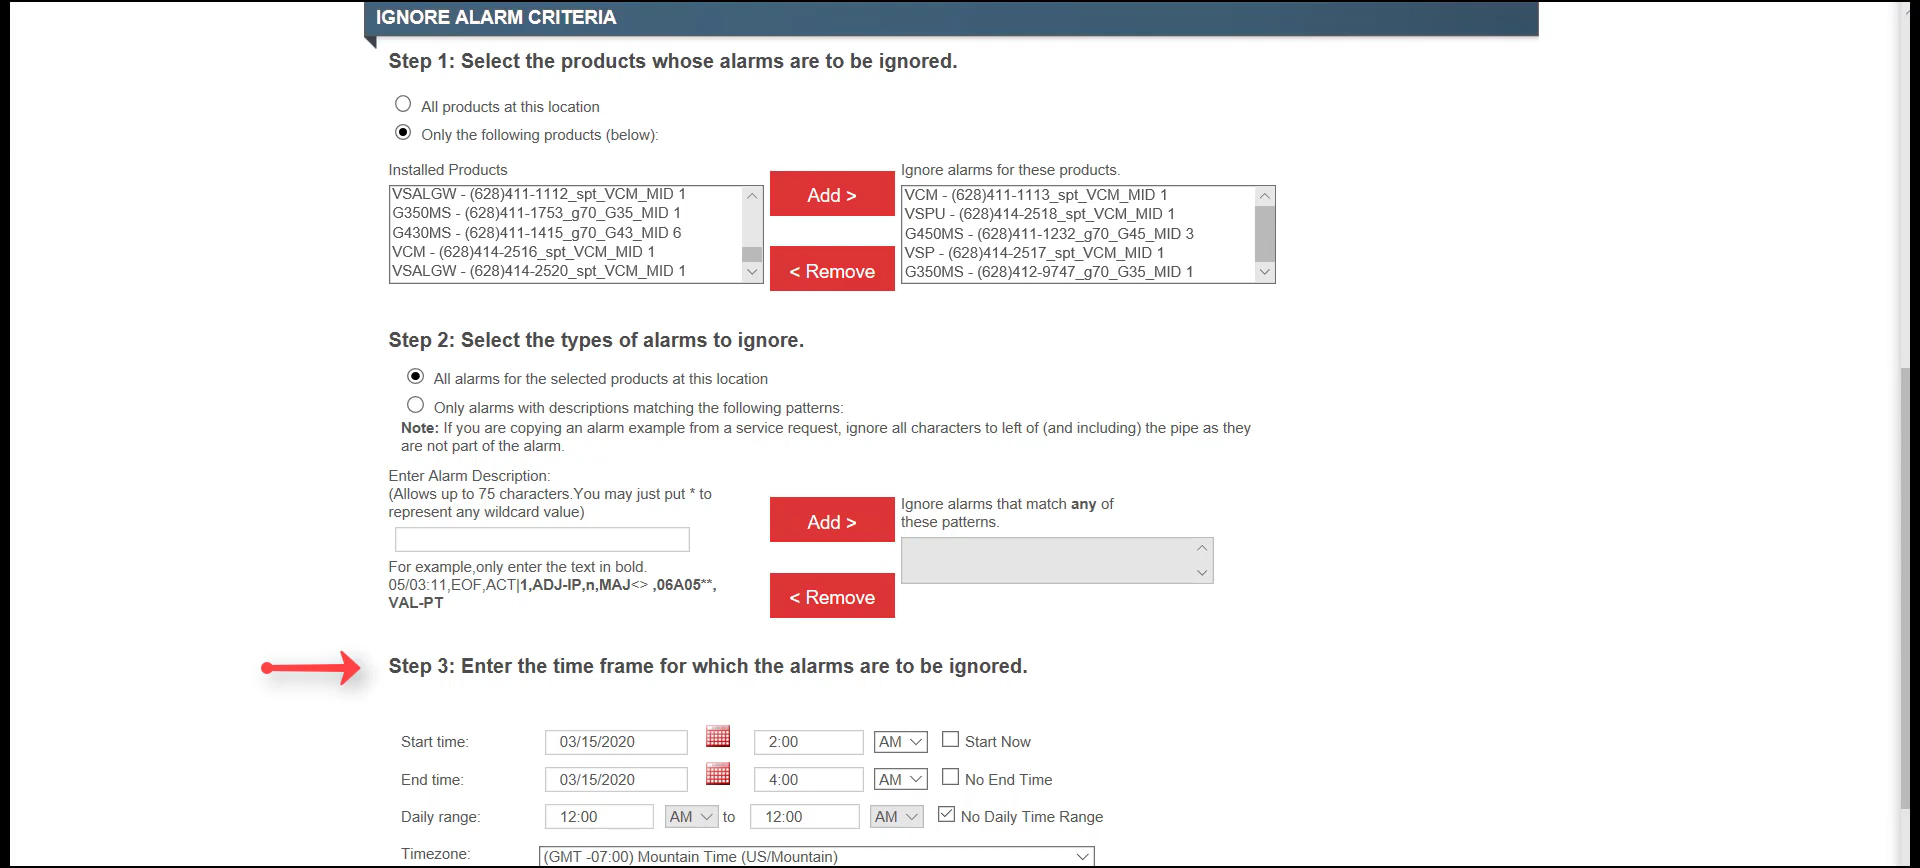 IGNORE ALARM CRITERIA
Step 1: Select the products whose alarms are to be ignored.
All products at this location
Only the following products (below):
Installed Products
VSALGW - (628)411-1112_spt_VCM_MID 1
G350MS - (628)411-1753_g70_G35_MID 1
G430MS - (628)411-1415_g70_G43_MID 6
VCM - (628)414-2516_spt_VCM_MID 1
VSALGW - (628)414-2520_spt_VCM_MID 1
Add >
< Remove
Ignore alarms for these products.
VCM - (628)411-1113_spt_VCM_MID 1
VSPU - (628)414-2518_spt_VCM_MID 1
G450MS - (628)411-1232_g70_G45_MID 3
VSP - (628)414-2517_spt_VCM_MID 1
G350MS - (628)412-9747_g70_G35_MID 1
Step 2: Select the types of alarms to ignore.
All alarms for the selected products at this location
Only alarms with descriptions matching the following patterns:
Note: If you are copying an alarm example from a service request, ignore all characters to left of (and including) the pipe as they
are not part of the alarm.
Enter Alarm Description:
(Allows up to 75 characters.You may just put * to
represent any wildcard value)
For example,only enter the text in bold.
05/03:11,EOF,ACT|1,ADJ-IP,n,MAJ<> ,06A05**,
VAL-PT
Add >
< Remove
Ignore alarms that match any of
these patterns.
Step 3: Enter the time frame for which the alarms are to be ignored.
Start time: 03/15/2020 2:00 AM Start Now
End time: 03/15/2020 4:00 AM No End Time
Daily range: 12:00 AM to 12:00 AM No Daily Time Range
Timezone: (GMT -07:00) Mountain Time (US/Mountain)